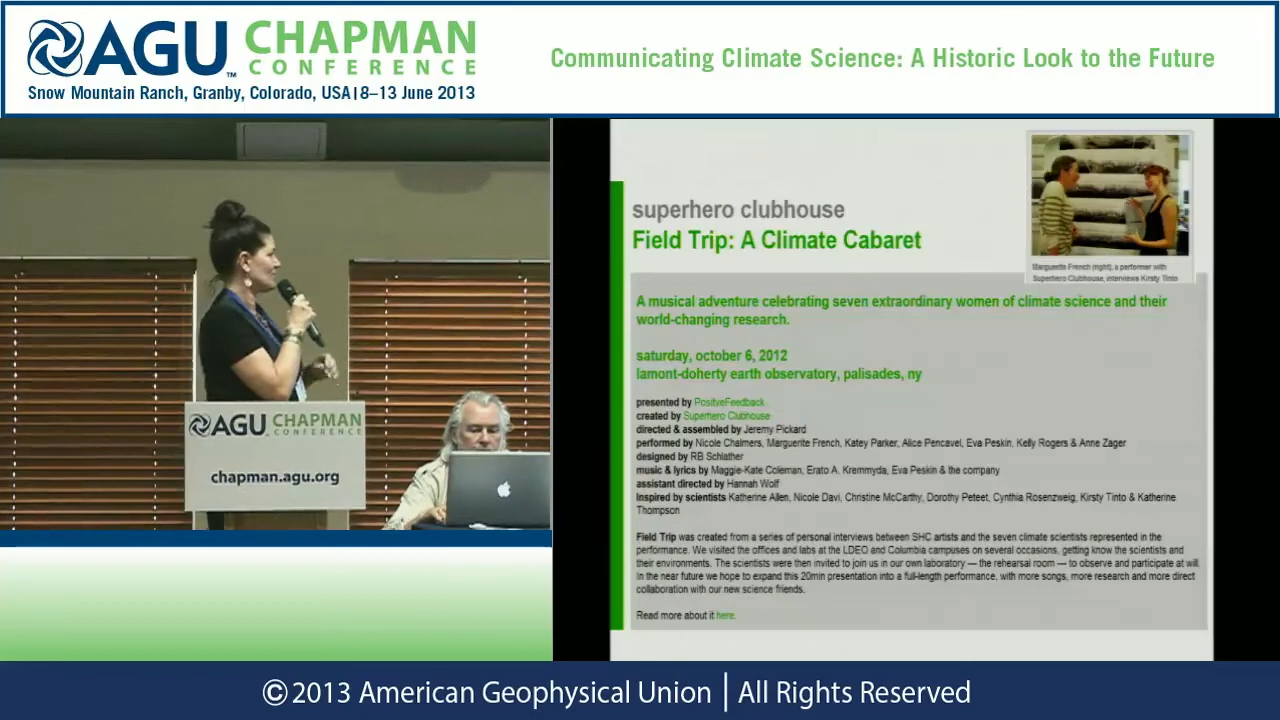 AGU CHAPMAN
™ CONFERENCE
Snow Mountain Ranch, Granby, Colorado, USA|8–13 June 2013
Communicating Climate Science: A Historic Look to the Future
superhero clubhouse
Field Trip: A Climate Cabaret
Marguerite French (right), a performer with
Superhero Clubhouse, interviews Kirsty Tinto
A musical adventure celebrating seven extraordinary women of climate science and their
world-changing research.
saturday, october 6, 2012
lamont-doherty earth observatory, palisades, ny
presented by PositveFeedback
created by Superhero Clubhouse
directed & assembled by Jeremy Pickard
performed by Nicole Chalmers, Marguerite French, Katey Parker, Alice Pencavel, Eva Peskin, Kelly Rogers & Anne Zager
designed by RB Schlather
music & lyrics by Maggie-Kate Coleman, Erato A. Kremmyda, Eva Peskin & the company
assistant directed by Hannah Wolf
Inspired by scientists Katherine Allen, Nicole Davi, Christine McCarthy, Dorothy Peteet, Cynthia Rosenzweig, Kirsty Tinto & Katherine
Thompson
Field Trip was created from a series of personal interviews between SHC artists and the seven climate scientists represented in the
performance. We visited the offices and labs at the LDEO and Columbia campuses on several occasions, getting know the scientists and
their environments. The scientists were then invited to join us in our own laboratory — the rehearsal room — to observe and participate at will.
In the near future we hope to expand this 20min presentation into a full-length performance, with more songs, more research and more direct
collaboration with our new science friends.
Read more about it here.
AGU CHAPMAN
CONFERENCE
chapman.agu.org
©2013 American Geophysical Union | All Rights Reserved